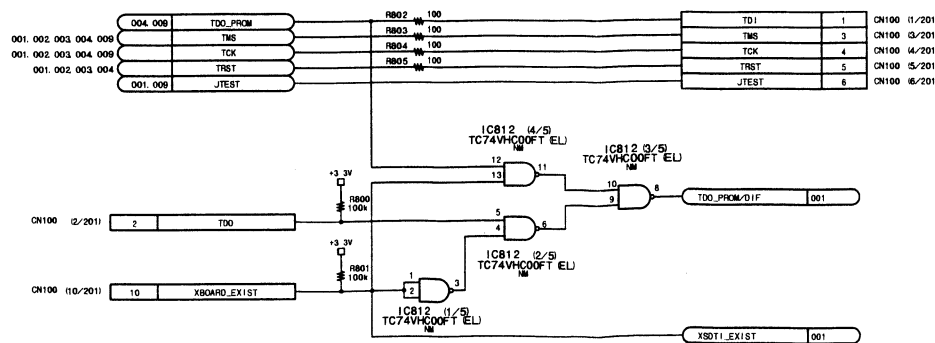 R802 100
004. 009 TDO_PROM TDI 1 CN100 (1/201
R803 100
001. 002. 003. 004. 009 TMS TMS 3 CN100 (3/201
R804 100
001. 002. 003. 004. 009 TCK TCK 4 CN100 (4/201
R805 100
001. 002. 003. 004 TRST TRST 5 CN100 (5/201
001. 009 JTEST JTEST 6 CN100 (6/201
IC812 (4/5)
TC74VHC00FT (EL)
NM
IC812 (3/5)
TC74VHC00FT (EL)
NM
12
13
11
10
9
8
TDO_PROM/DIF 001
+3 3V
R800
100k
CN100 (2/201) 2 TDO
5
4
6
IC812 (2/5)
TC74VHC00FT (EL)
NM
+3 3V
R801
100k
CN100 (10/201) 10 XBOARD_EXIST
1
2
3
IC812 (1/5)
TC74VHC00FT (EL)
NM
XSDTI_EXIST 001